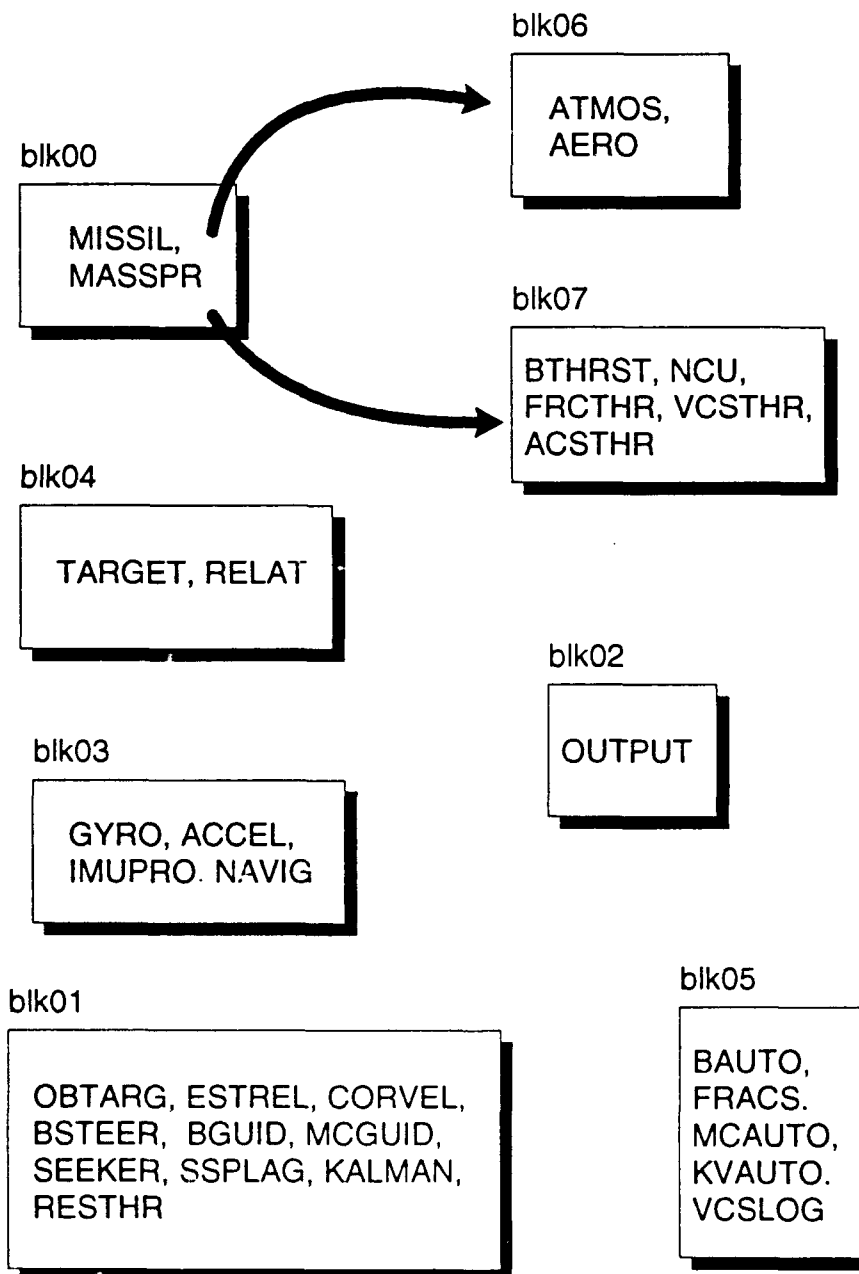 blk06
ATMOS,
AERO
blk00
MISSIL,
MASSPR
blk07
BTHRST, NCU,
FRCTHR, VCSTHR,
ACSTHR
blk04
TARGET, RELAT
blk02
OUTPUT
blk03
GYRO, ACCEL,
IMUPRO. NAVIG
blk01
OBTARG, ESTREL, CORVEL,
BSTEER, BGUID, MCGUID,
SEEKER, SSPLAG, KALMAN,
RESTHR
blk05
BAUTO,
FRACS.
MCAUTO,
KVAUTO.
VCSLOG